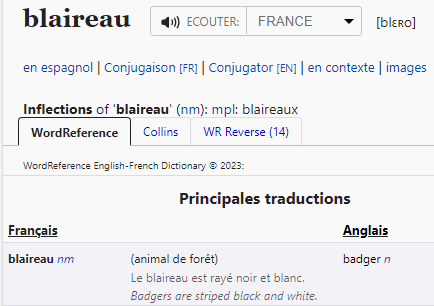 blaireau ECOUTER: FRANCE [blɛʀo]
en espagnol | Conjugaison [FR] | Conjugator [EN] | en contexte | images
Inflections of 'blaireau' (nm): mpl: blaireaux
WordReference Collins WR Reverse (14)
WordReference English-French Dictionary © 2023:
Principales traductions
Français Anglais
blaireau nm (animal de forêt) badger n
Le blaireau est rayé noir et blanc.
Badgers are striped black and white.